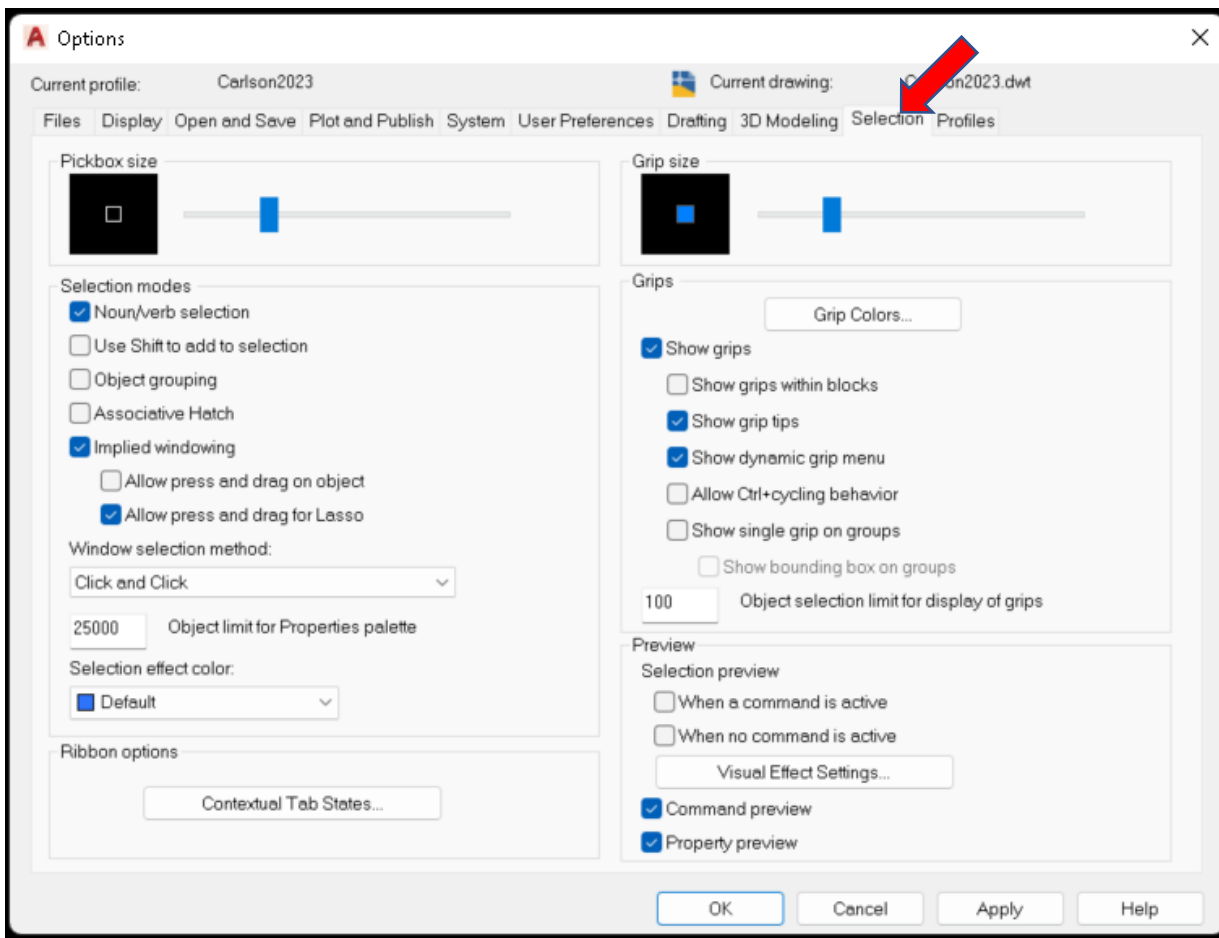 Options
Current profile: Carlson2023 Current drawing: 2023.dwt
Files Display Open and Save Plot and Publish System User Preferences Drafting 3D Modeling Selection Profiles
Pickbox size
Selection modes
Noun/verb selection
Use Shift to add to selection
Object grouping
Associative Hatch
Implied windowing
Allow press and drag on object
Allow press and drag for Lasso
Window selection method:
Click and Click
25000 Object limit for Properties palette
Selection effect color:
Default
Ribbon options
Contextual Tab States...
Grip size
Grips
Grip Colors...
Show grips
Show grips within blocks
Show grip tips
Show dynamic grip menu
Allow Ctrl+cycling behavior
Show single grip on groups
Show bounding box on groups
100 Object selection limit for display of grips
Preview
Selection preview
When a command is active
When no command is active
Visual Effect Settings...
Command preview
Property preview
OK Cancel Apply Help